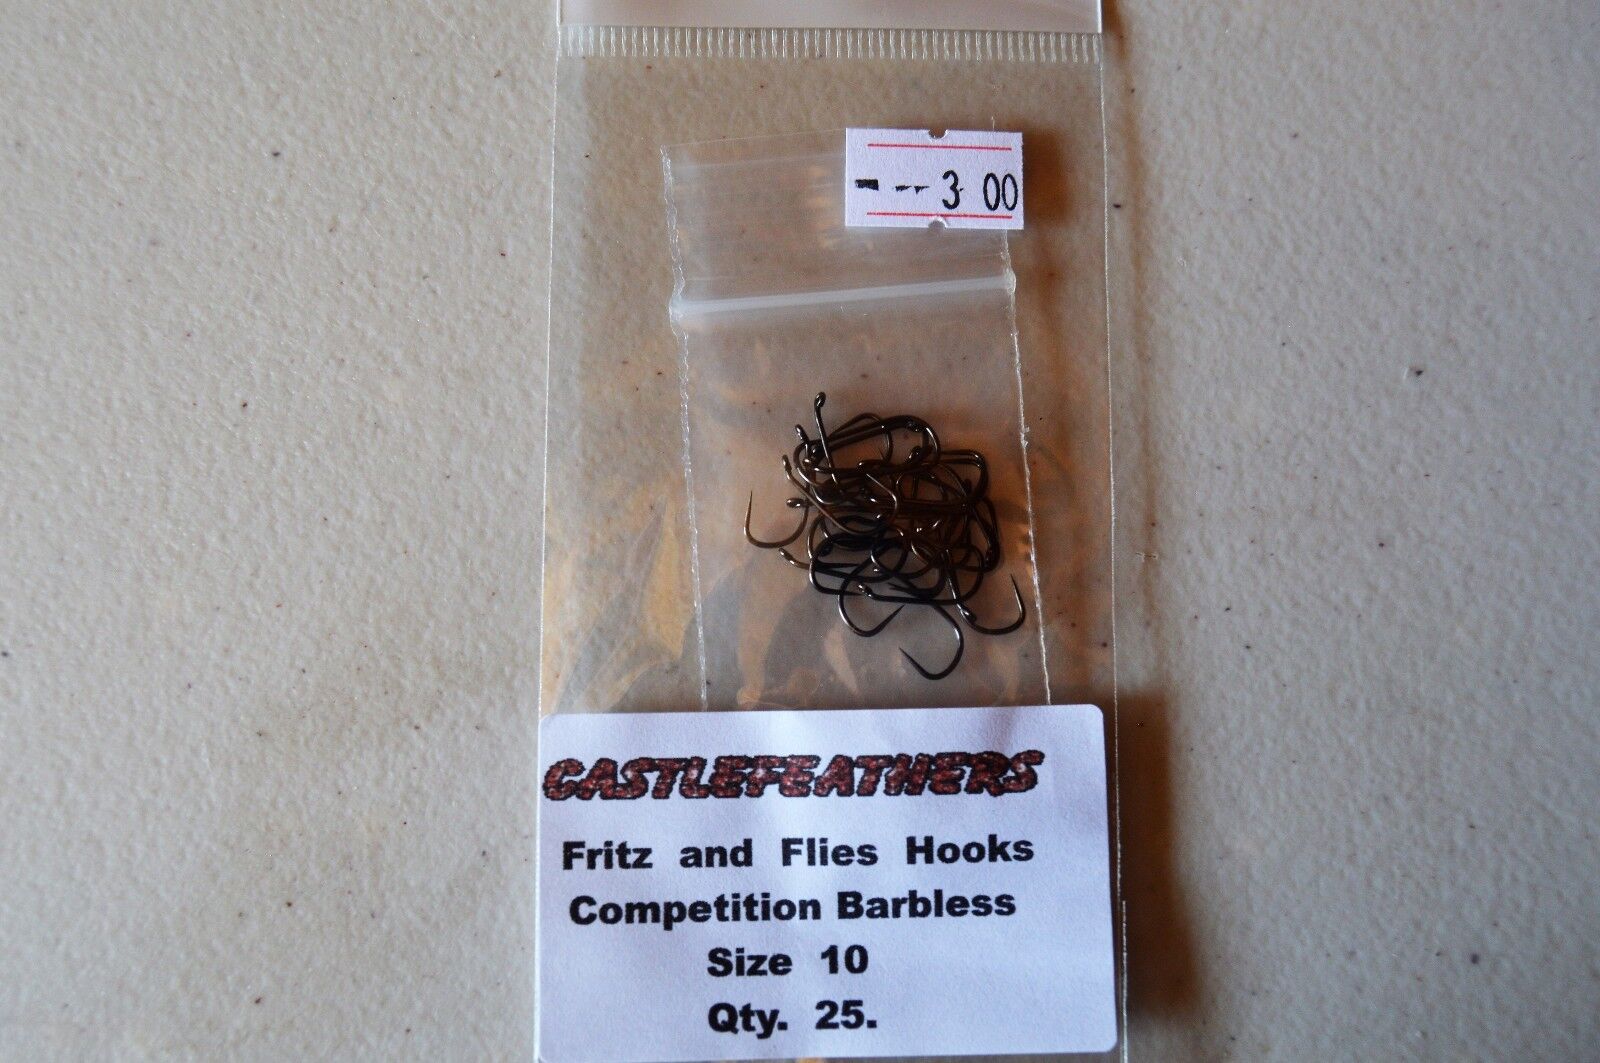 - --- 3 00
CASTLEFEATHERS
Fritz and Flies Hooks
Competition Barbless
Size 10
Qty. 25.